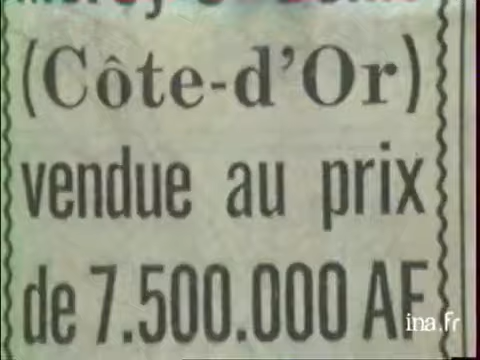 (Côte-d'Or)
vendue au prix
de 7.500.000 AF
ina.fr